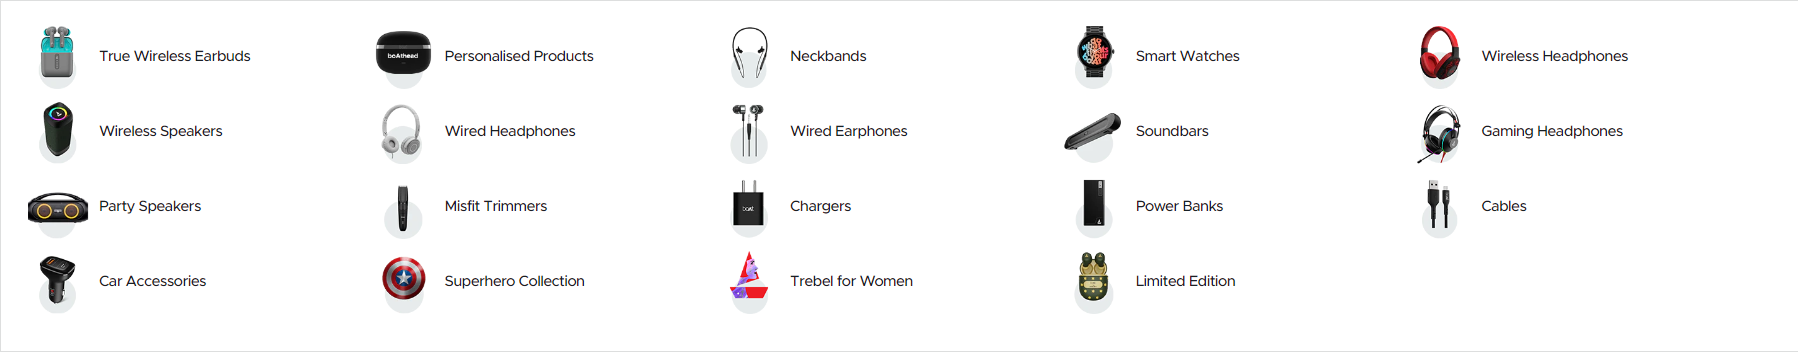 True Wireless Earbuds
boAthead
Personalised Products
Neckbands
Smart Watches
Wireless Headphones
Wireless Speakers
Wired Headphones
Wired Earphones
Soundbars
Gaming Headphones
Party Speakers
Misfit Trimmers
boAt
Chargers
Power Banks
Cables
Car Accessories
Superhero Collection
Trebel for Women
Limited Edition